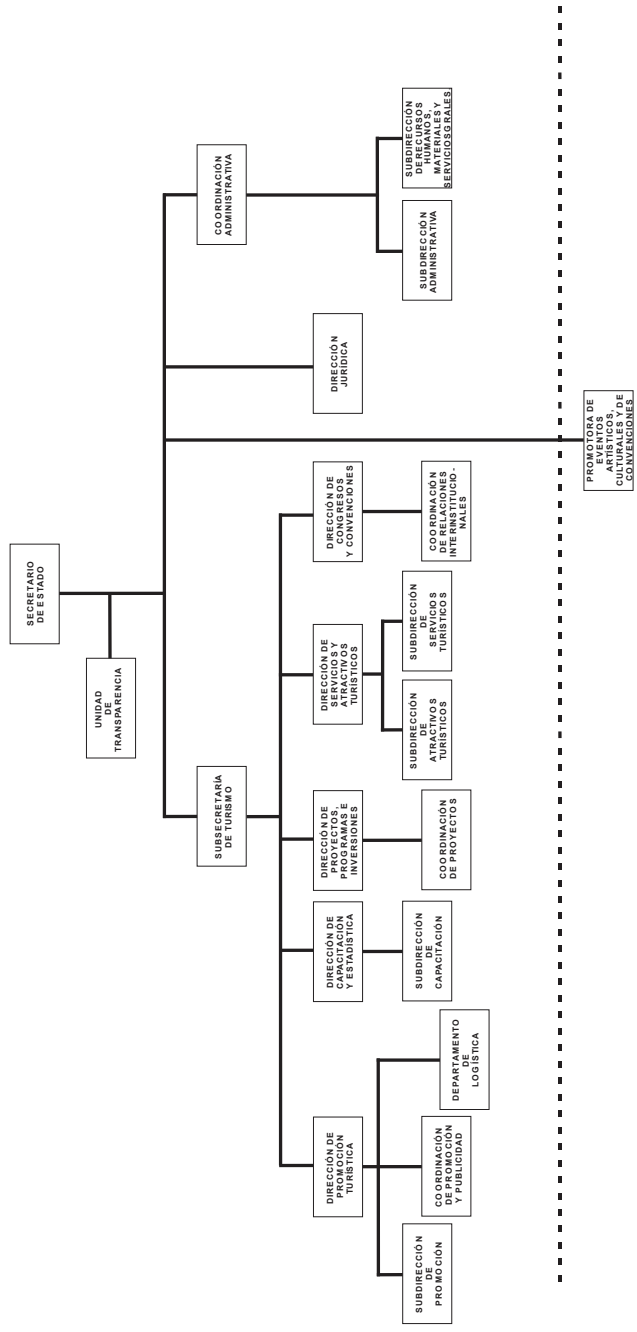 SECRETARIO
DE ESTADO
UNIDAD
DE
TRANSPARENCIA
SUBSECRETARÍA
DE TURISMO
COORDINACIÓN
ADMINISTRATIVA
DIRECCIÓN DE
PROMOCIÓN
TURÍSTICA
DIRECCIÓN DE
CAPACITACIÓN
Y ESTADÍSTICA
DIRECCIÓN DE
PROYECTOS,
PROGRAMAS E
INVERSIONES
DIRECCIÓN DE
SERVICIOS Y
ATRACTIVOS
TURÍSTICOS
DIRECCIÓN DE
CONGRESOS
Y CONVENCIONES
DIRECCIÓN
JURÍDICA
SUBDIRECCIÓN
DE
PROMOCIÓN
COORDINACIÓN
DE PROMOCIÓN
Y PUBLICIDAD
DEPARTAMENTO
DE
LOGÍSTICA
SUBDIRECCIÓN
DE
CAPACITACIÓN
COORDINACIÓN
DE PROYECTOS
SUBDIRECCIÓN
DE
ATRACTIVOS
TURÍSTICOS
SUBDIRECCIÓN
DE
SERVICIOS
TURÍSTICOS
COORDINACIÓN
DE RELACIONES
INTERINSTITUCIO-
NALES
SUBDIRECCIÓN
ADMINISTRATIVA
SUBDIRECCIÓN
DE RECURSOS
HUMANOS,
MATERIALES Y
SERVICIOS GRALES
PROMOTORA DE
EVENTOS
ARTÍSTICOS,
CULTURALES Y DE
CONVENCIONES